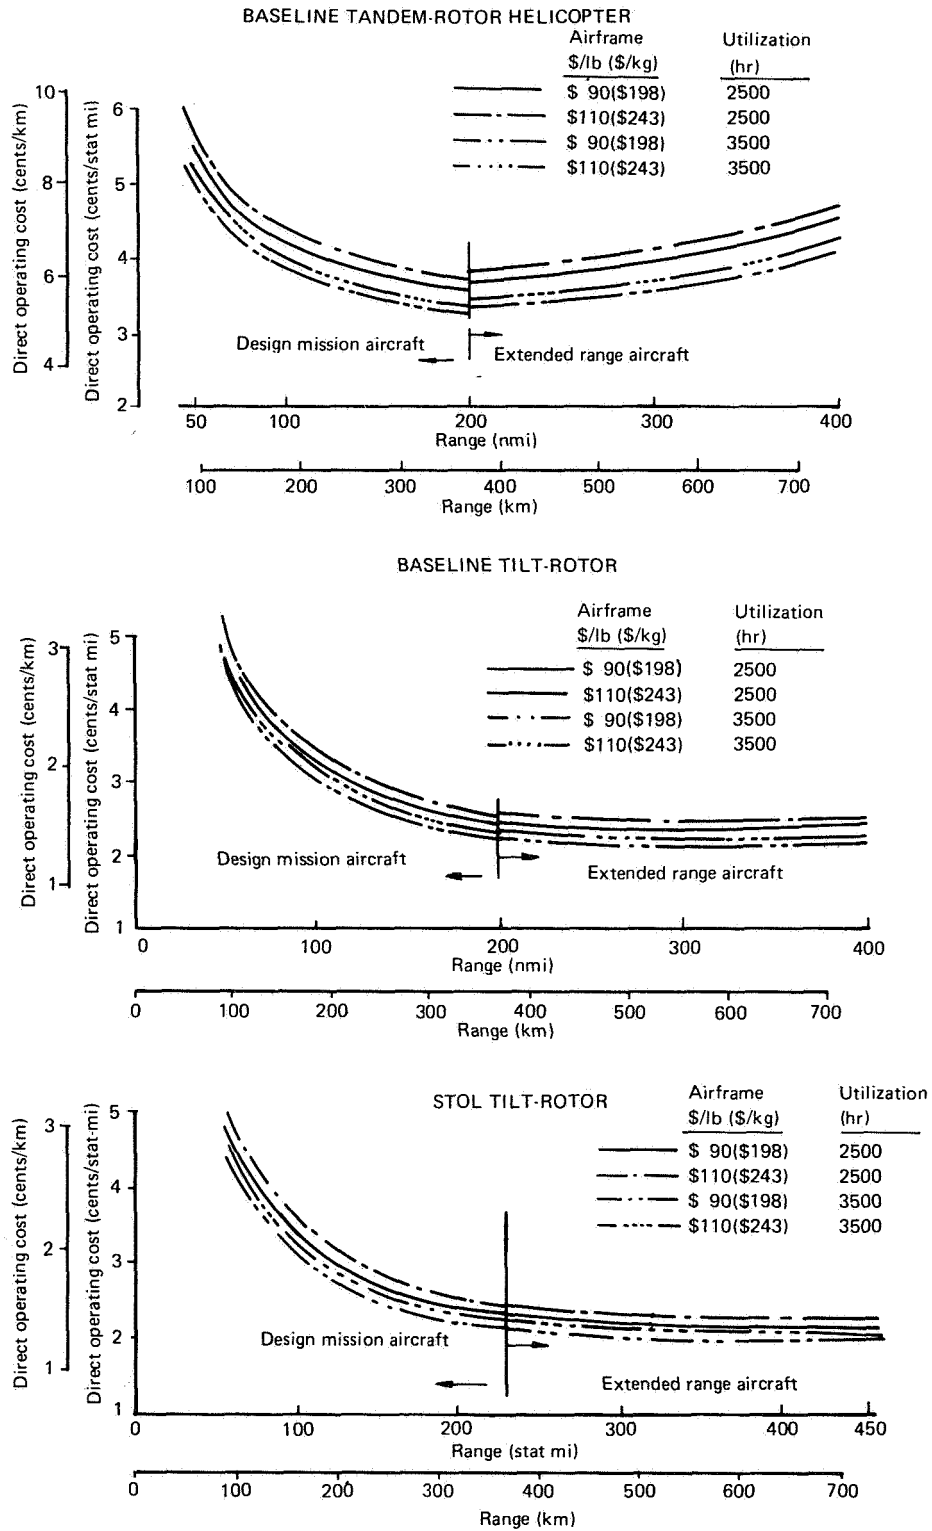 BASELINE TANDEM-ROTOR HELICOPTER
Airframe Utilization
$/lb ($/kg) (hr)
$ 90($198) 2500
$110($243) 2500
$ 90($198) 3500
$110($243) 3500
Direct operating cost (cents/km)
10
8
6
4
Direct operating cost (cents/stat mi)
6
5
4
3
2
Design mission aircraft
Extended range aircraft
50 100 200 300 400
Range (nmi)
100 200 300 400 500 600 700
Range (km)
BASELINE TILT-ROTOR
Airframe Utilization
$/lb ($/kg) (hr)
$ 90($198) 2500
$110($243) 2500
$ 90($198) 3500
$110($243) 3500
Direct operating cost (cents/km)
3
2
1
Direct operating cost (cents/stat mi)
5
4
3
2
1
Design mission aircraft
Extended range aircraft
0 100 200 300 400
Range (nmi)
0 100 200 300 400 500 600 700
Range (km)
STOL TILT-ROTOR
Airframe Utilization
$/lb ($/kg) (hr)
$ 90($198) 2500
$110($243) 2500
$ 90($198) 3500
$110($243) 3500
Direct operating cost (cents/km)
3
2
1
Direct operating cost (cents/stat-mi)
5
4
3
2
1
Design mission aircraft
Extended range aircraft
0 100 200 300 400 450
Range (stat mi)
0 100 200 300 400 500 600 700
Range (km)